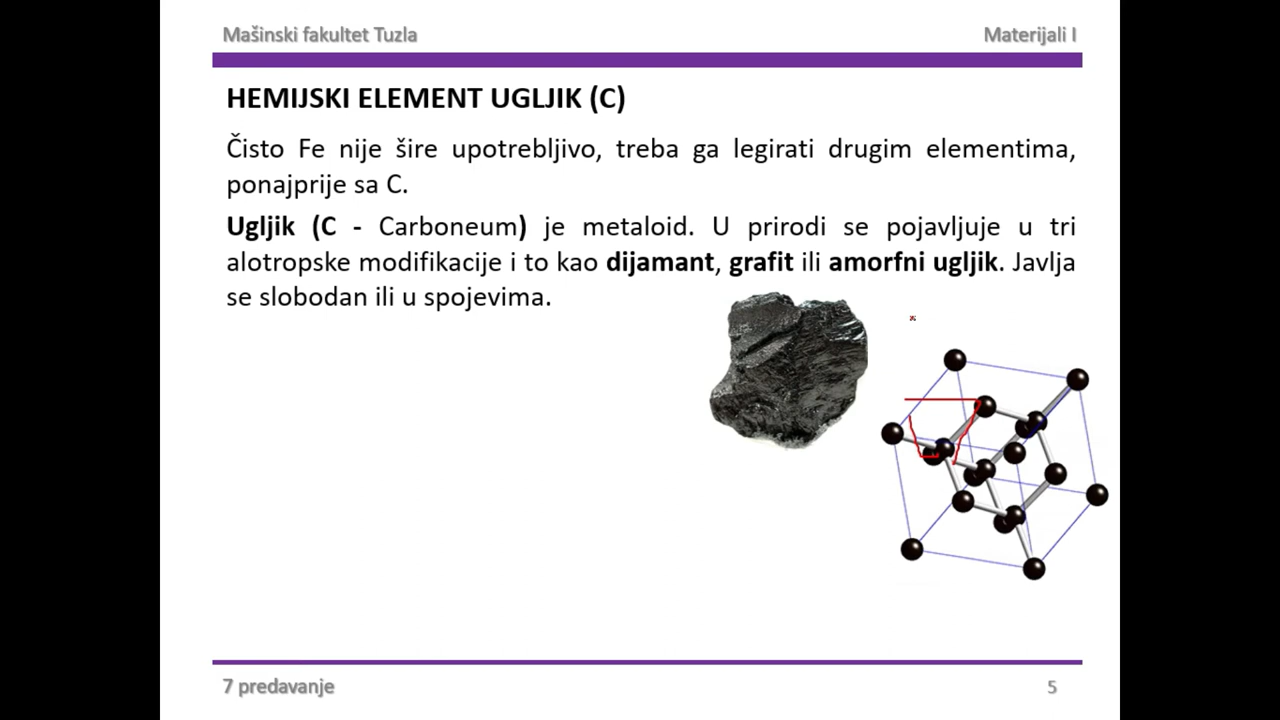 Mašinski fakultet Tuzla
Materijali I
HEMIJSKI ELEMENT UGLJIK (C)
Čisto Fe nije šire upotrebljivo, treba ga legirati drugim elementima,
ponajprije sa C.
Ugljik (C - Carboneum) je metaloid. U prirodi se pojavljuje u tri
alotropske modifikacije i to kao dijamant, grafit ili amorfni ugljik. Javlja
se slobodan ili u spojevima.
7 predavanje
5